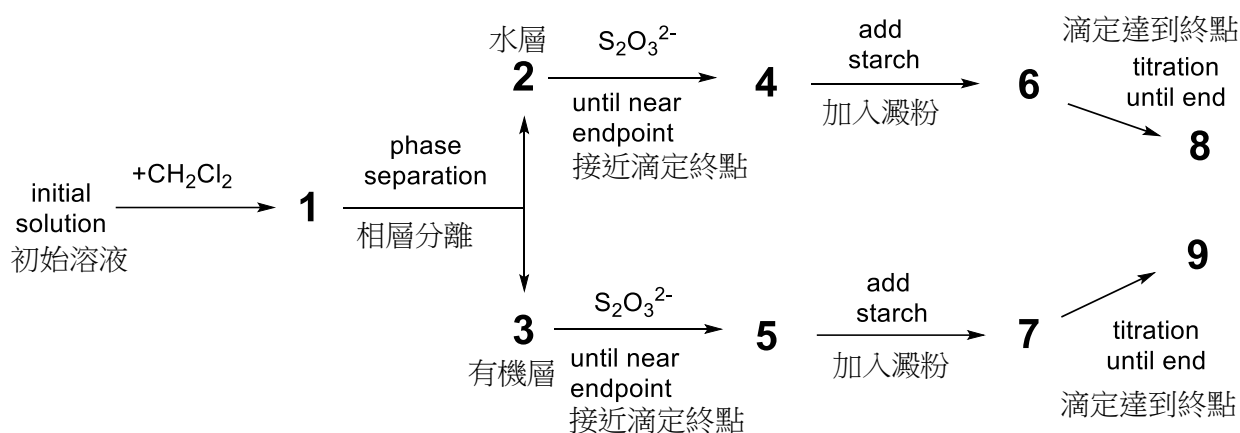 initial
solution
初始溶液
+CH₂Cl₂
1
phase
separation
相層分離
水層
2
S₂O₃²⁻
until near
endpoint
接近滴定終點
4
add
starch
加入澱粉
6
滴定達到終點
titration
until end
8
3
有機層
S₂O₃²⁻
until near
endpoint
接近滴定終點
5
add
starch
加入澱粉
7
9
titration
until end
滴定達到終點